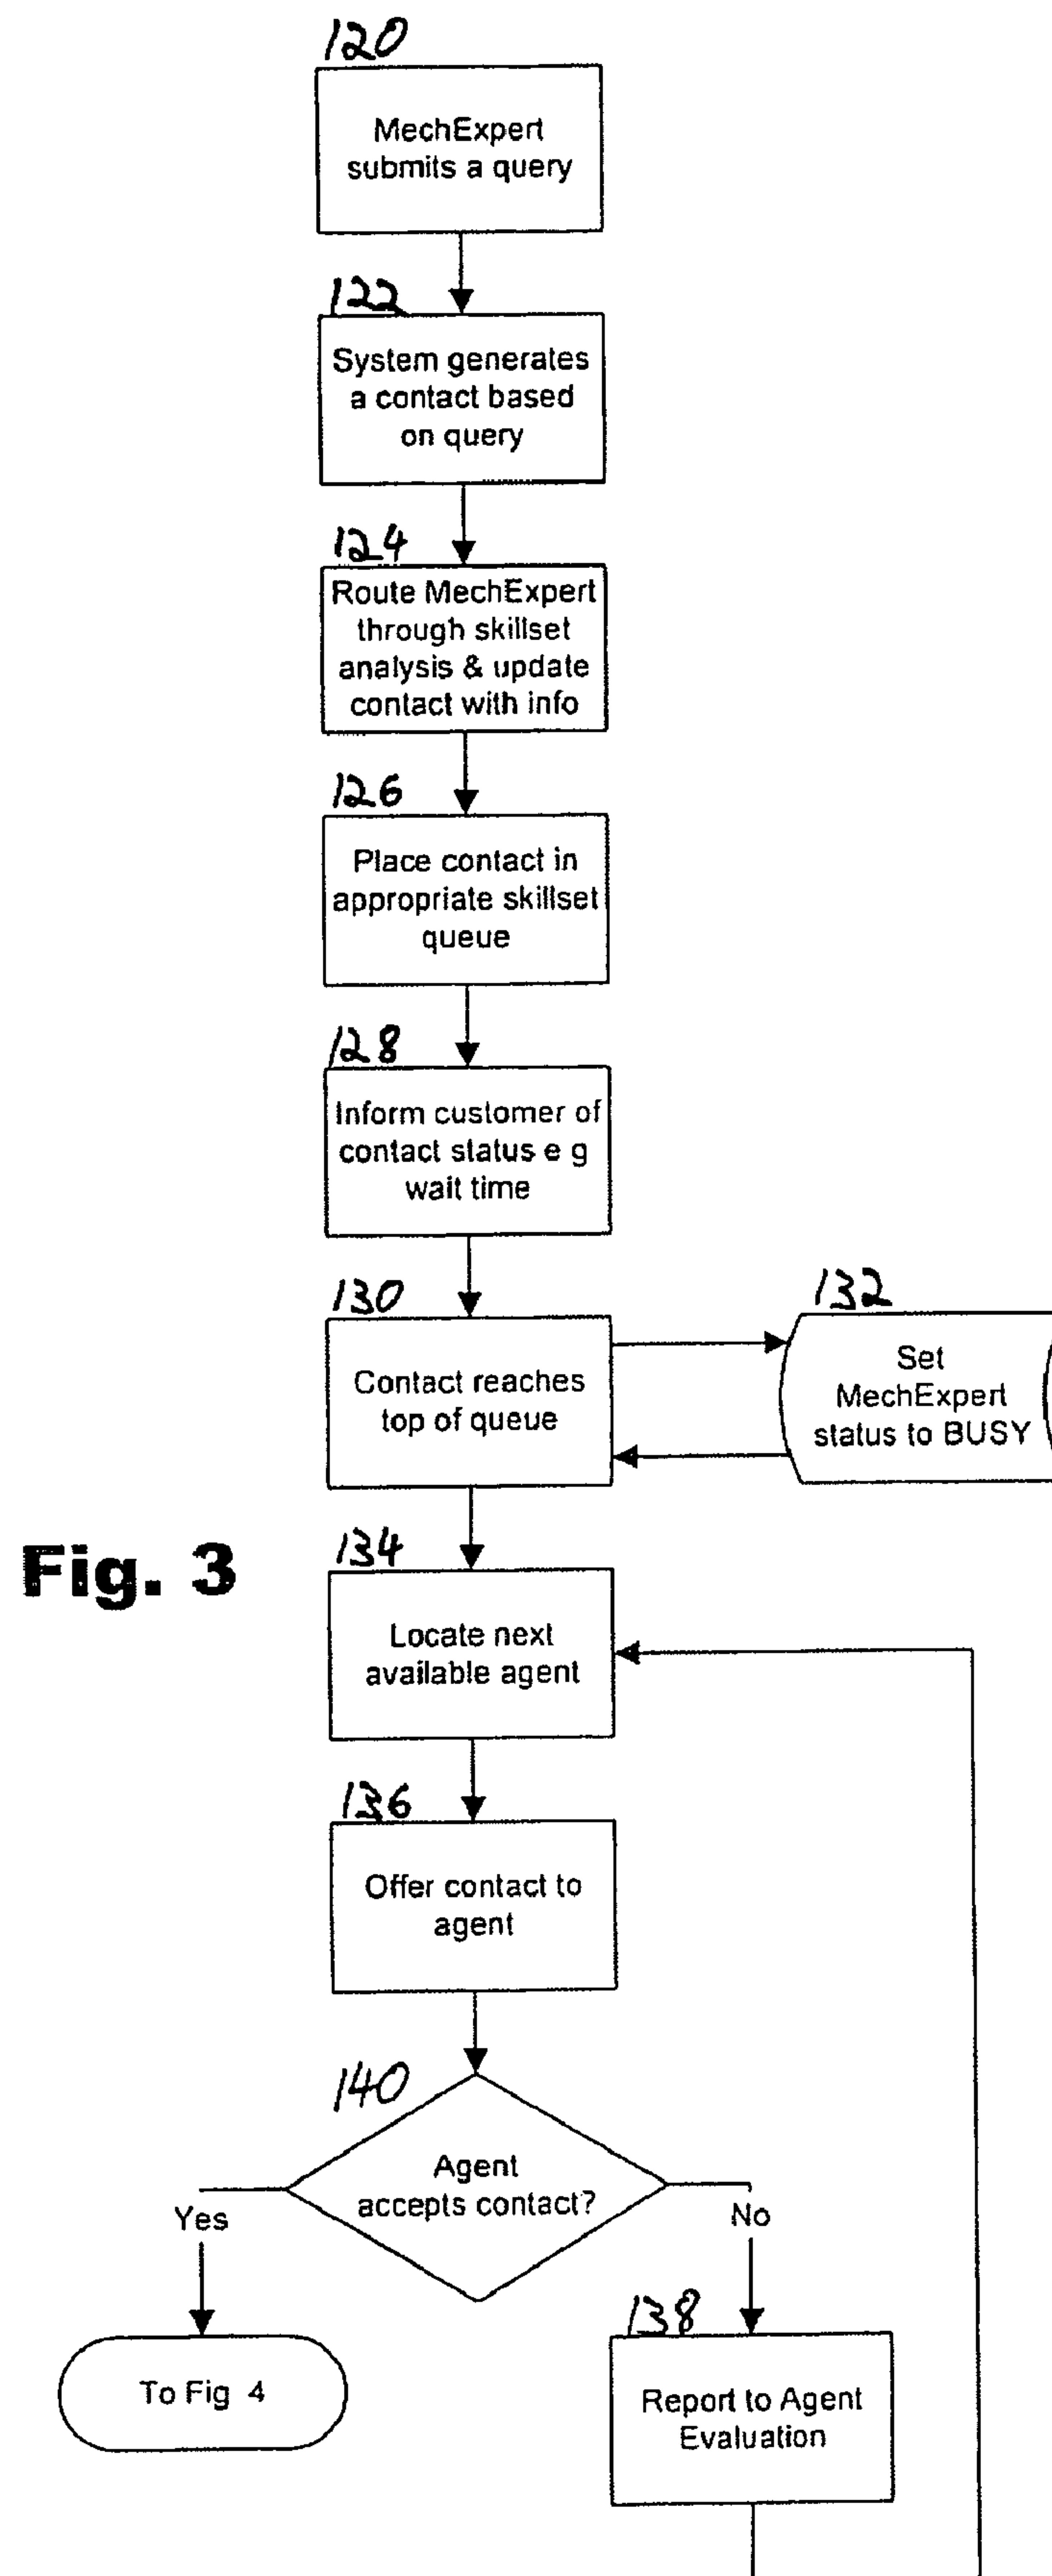 120
MechExpert
submits a query
122
System generates
a contact based
on query
124
Route MechExpert
through skillset
analysis & update
contact with info
126
Place contact in
appropriate skillset
queue
128
Inform customer of
contact status e g
wait time
130
Contact reaches
top of queue
132
Set
MechExpert
status to BUSY
Fig. 3
134
Locate next
available agent
136
Offer contact to
agent
140
Agent
accepts contact?
Yes
No
To Fig 4
138
Report to Agent
Evaluation